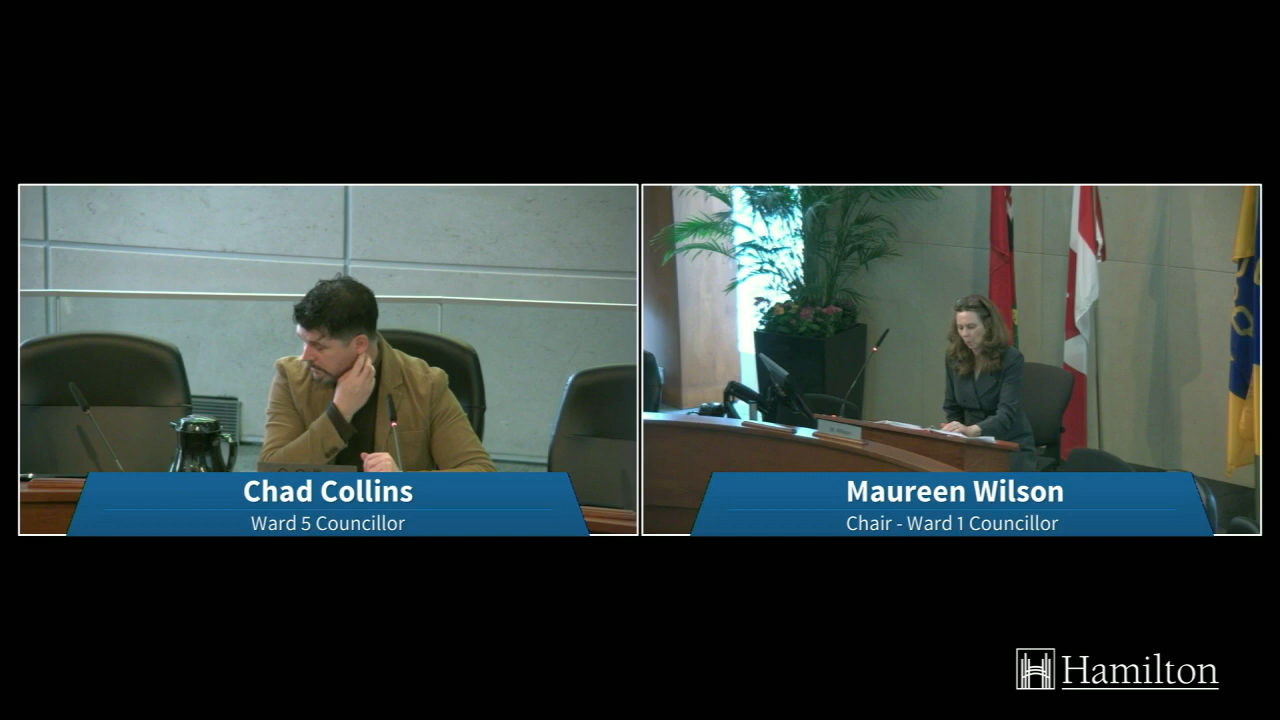 Chad Collins
Ward 5 Councillor
Maureen Wilson
Chair - Ward 1 Councillor
Hamilton